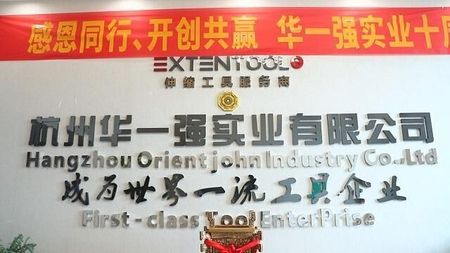 感恩同行、开创共赢 华一强实业十周
EXTENTOOL
伸缩工具服务商
杭州华一强实业有限公司
Hangzhou Orient john Industry Co.,Ltd
成为世界一流工具企业
First-class Tool EnterPrise